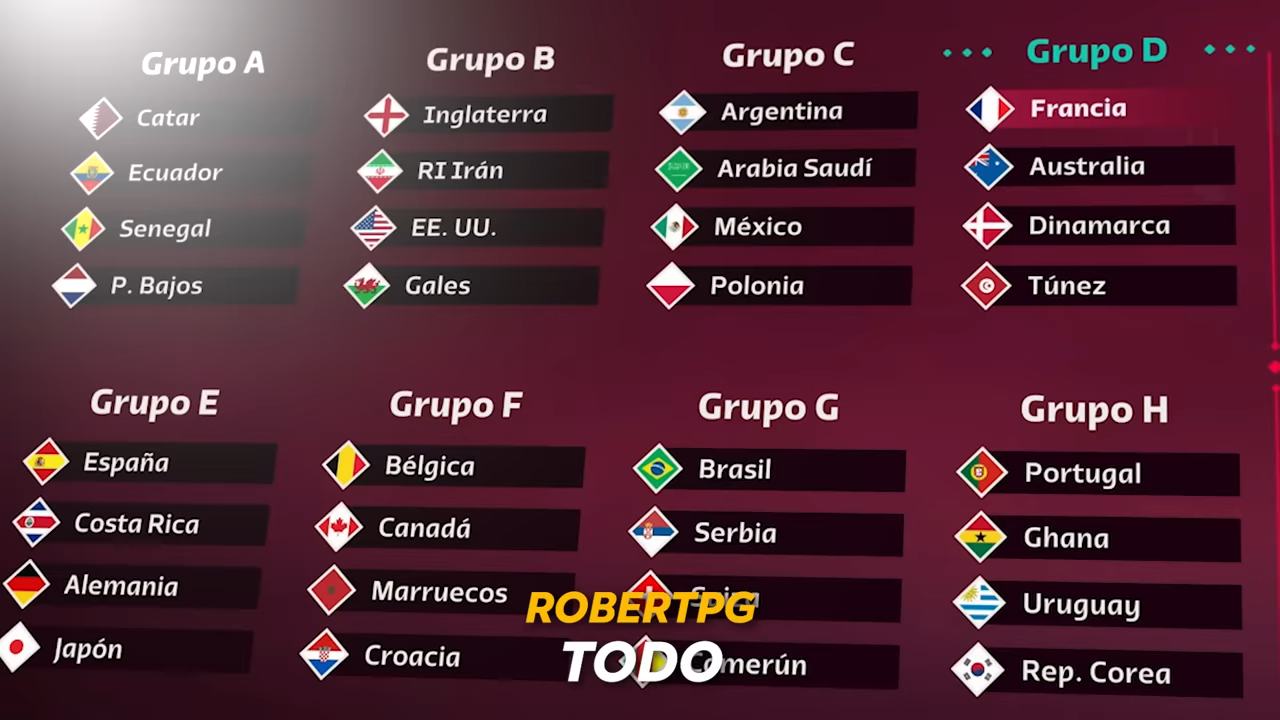 Grupo A
Catar
Ecuador
Senegal
P. Bajos
Grupo B
Inglaterra
RI Irán
EE. UU.
Gales
Grupo C
Argentina
Arabia Saudí
México
Polonia
Grupo D
Francia
Australia
Dinamarca
Túnez
Grupo E
España
Costa Rica
Alemania
Japón
Grupo F
Bélgica
Canadá
Marruecos
Croacia
Grupo G
Brasil
Serbia
Suiza
Camerún
Grupo H
Portugal
Ghana
Uruguay
Rep. Corea
ROBERTPG
TODO